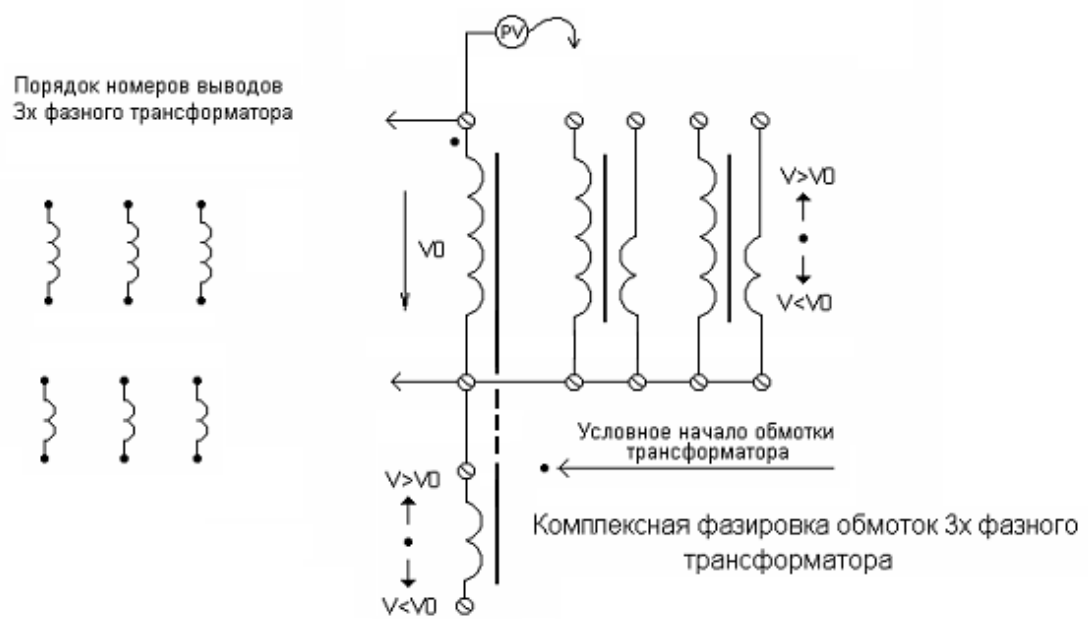 PV
Порядок номеров выводов
3х фазного трансформатора
V>V0
V0
V<V0
Условное начало обмотки
трансформатора
V>V0
Комплексная фазировка обмоток 3х фазного
трансформатора
V<V0